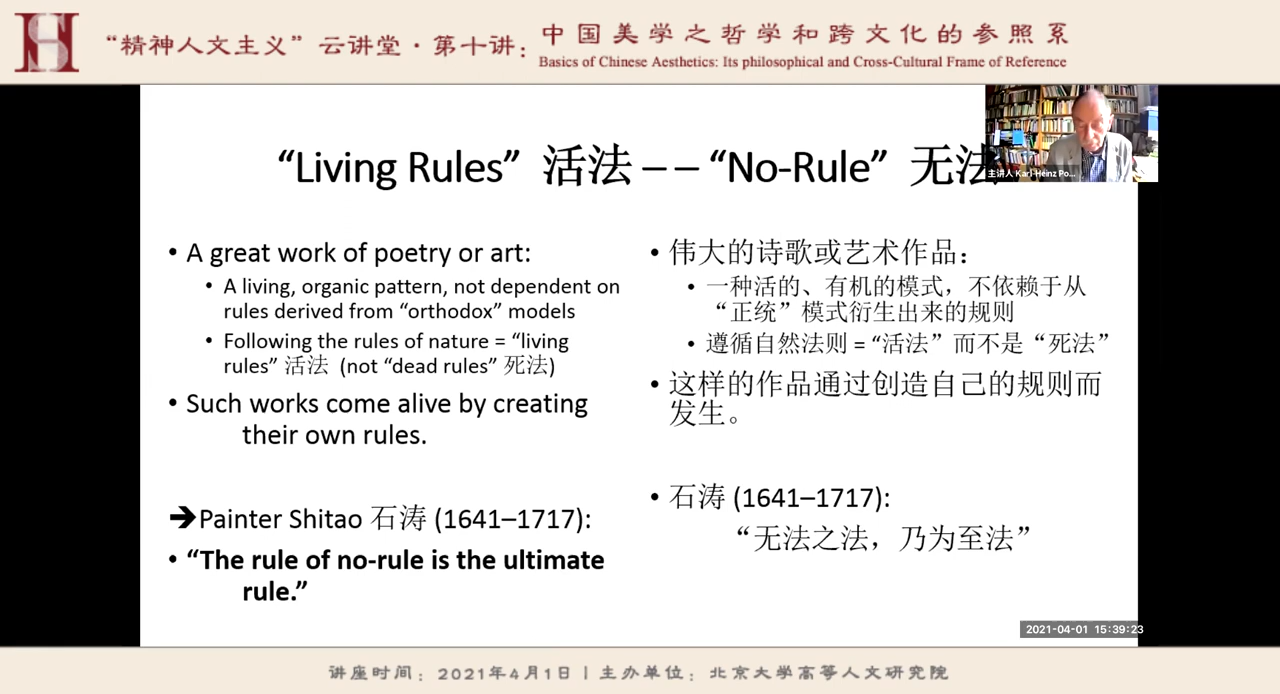 “精神人文主义”云讲堂·第十讲：中国美学之哲学和跨文化的参照系
Basics of Chinese Aesthetics: Its philosophical and Cross-Cultural Frame of Reference
主讲人 Karl-Heinz Po...
“Living Rules” 活法 – – “No-Rule” 无法
• A great work of poetry or art:
• A living, organic pattern, not dependent on
rules derived from “orthodox” models
• Following the rules of nature = “living
rules” 活法 (not “dead rules” 死法)
• Such works come alive by creating
their own rules.
➔Painter Shitao 石涛 (1641–1717):
• “The rule of no-rule is the ultimate
rule.”
• 伟大的诗歌或艺术作品：
• 一种活的、有机的模式，不依赖于从
“正统”模式衍生出来的规则
• 遵循自然法则 = “活法”而不是“死法”
• 这样的作品通过创造自己的规则而
发生。
• 石涛 (1641–1717):
“无法之法，乃为至法”
2021-04-01 15:39:23
讲座时间：2021年4月1日 | 主办单位：北京大学高等人文研究院